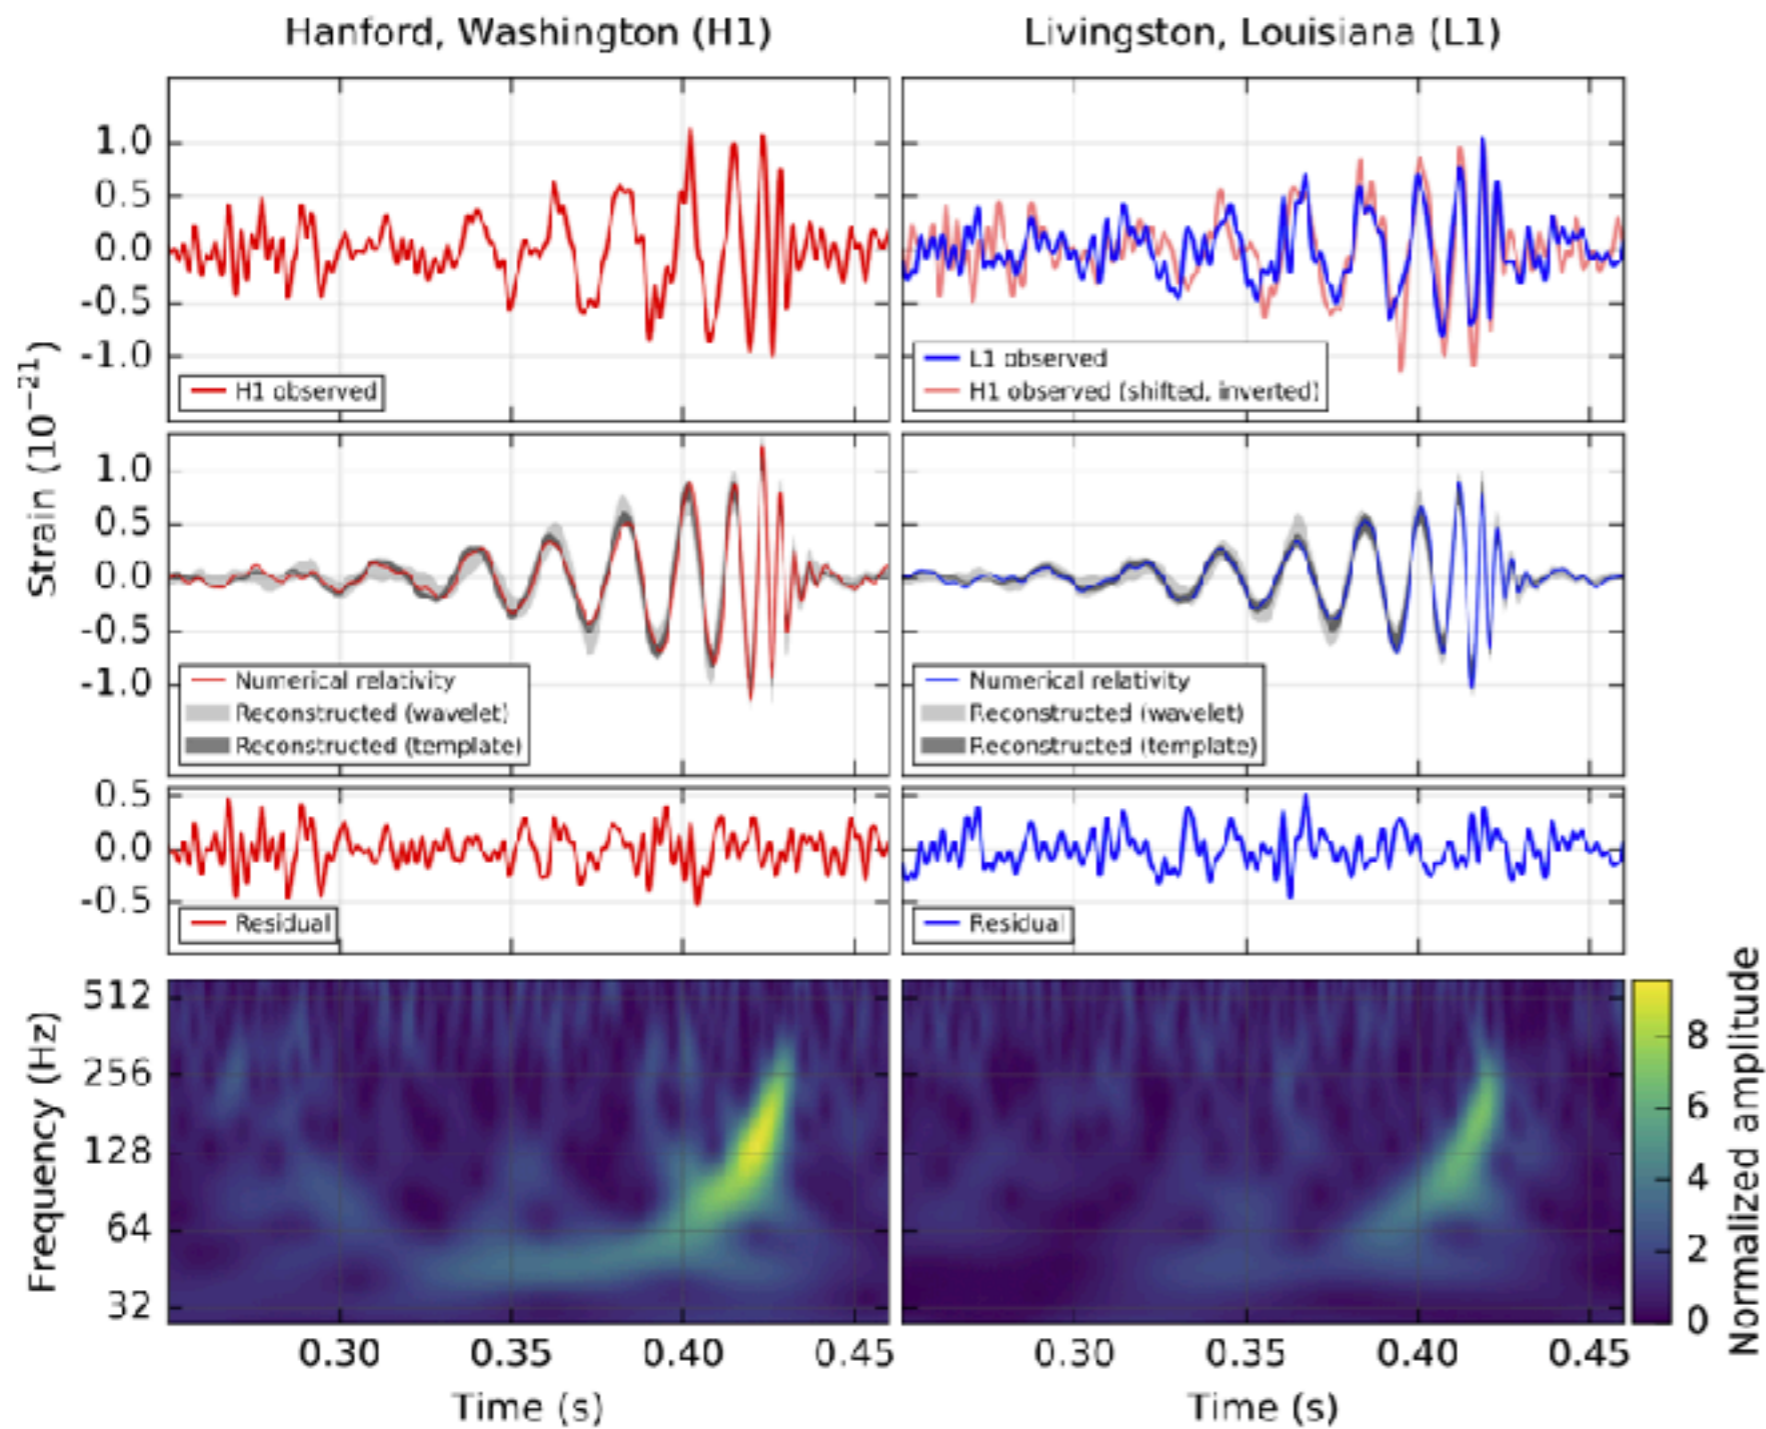 Hanford, Washington (H1)
Livingston, Louisiana (L1)
Strain (10⁻²¹)
1.0
0.5
0.0
-0.5
-1.0
H1 observed
L1 observed
H1 observed (shifted, inverted)
1.0
0.5
0.0
-0.5
-1.0
Numerical relativity
Reconstructed (wavelet)
Reconstructed (template)
Numerical relativity
Reconstructed (wavelet)
Reconstructed (template)
0.5
0.0
-0.5
Residual
Residual
Frequency (Hz)
512
256
128
64
32
Normalized amplitude
8
6
4
2
0
0.30 0.35 0.40 0.45
0.30 0.35 0.40 0.45
Time (s)
Time (s)